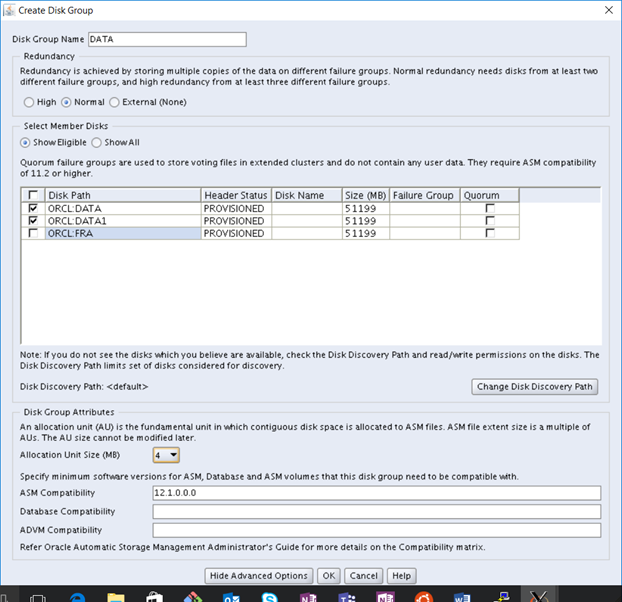 Create Disk Group
Disk Group Name DATA
Redundancy
Redundancy is achieved by storing multiple copies of the data on different failure groups. Normal redundancy needs disks from at least two
different failure groups, and high redundancy from at least three different failure groups.
High Normal External (None)
Select Member Disks
Show Eligible Show All
Quorum failure groups are used to store voting files in extended clusters and do not contain any user data. They require ASM compatibility
of 11.2 or higher.
Disk Path Header Status Disk Name Size (MB) Failure Group Quorum
ORCL:DATA PROVISIONED 51199
ORCL:DATA1 PROVISIONED 51199
ORCL:FRA PROVISIONED 51199
Note: If you do not see the disks which you believe are available, check the Disk Discovery Path and read/write permissions on the disks. The
Disk Discovery Path limits set of disks considered for discovery.
Disk Discovery Path: <default> Change Disk Discovery Path
Disk Group Attributes
An allocation unit (AU) is the fundamental unit in which contiguous disk space is allocated to ASM files. ASM file extent size is a multiple of
AUs. The AU size cannot be modified later.
Allocation Unit Size (MB) 4
Specify minimum software versions for ASM, Database and ASM volumes that this disk group need to be compatible with.
ASM Compatibility 12.1.0.0.0
Database Compatibility
ADVM Compatibility
Refer Oracle Automatic Storage Management Administrator's Guide for more details on the Compatibility matrix.
Hide Advanced Options OK Cancel Help